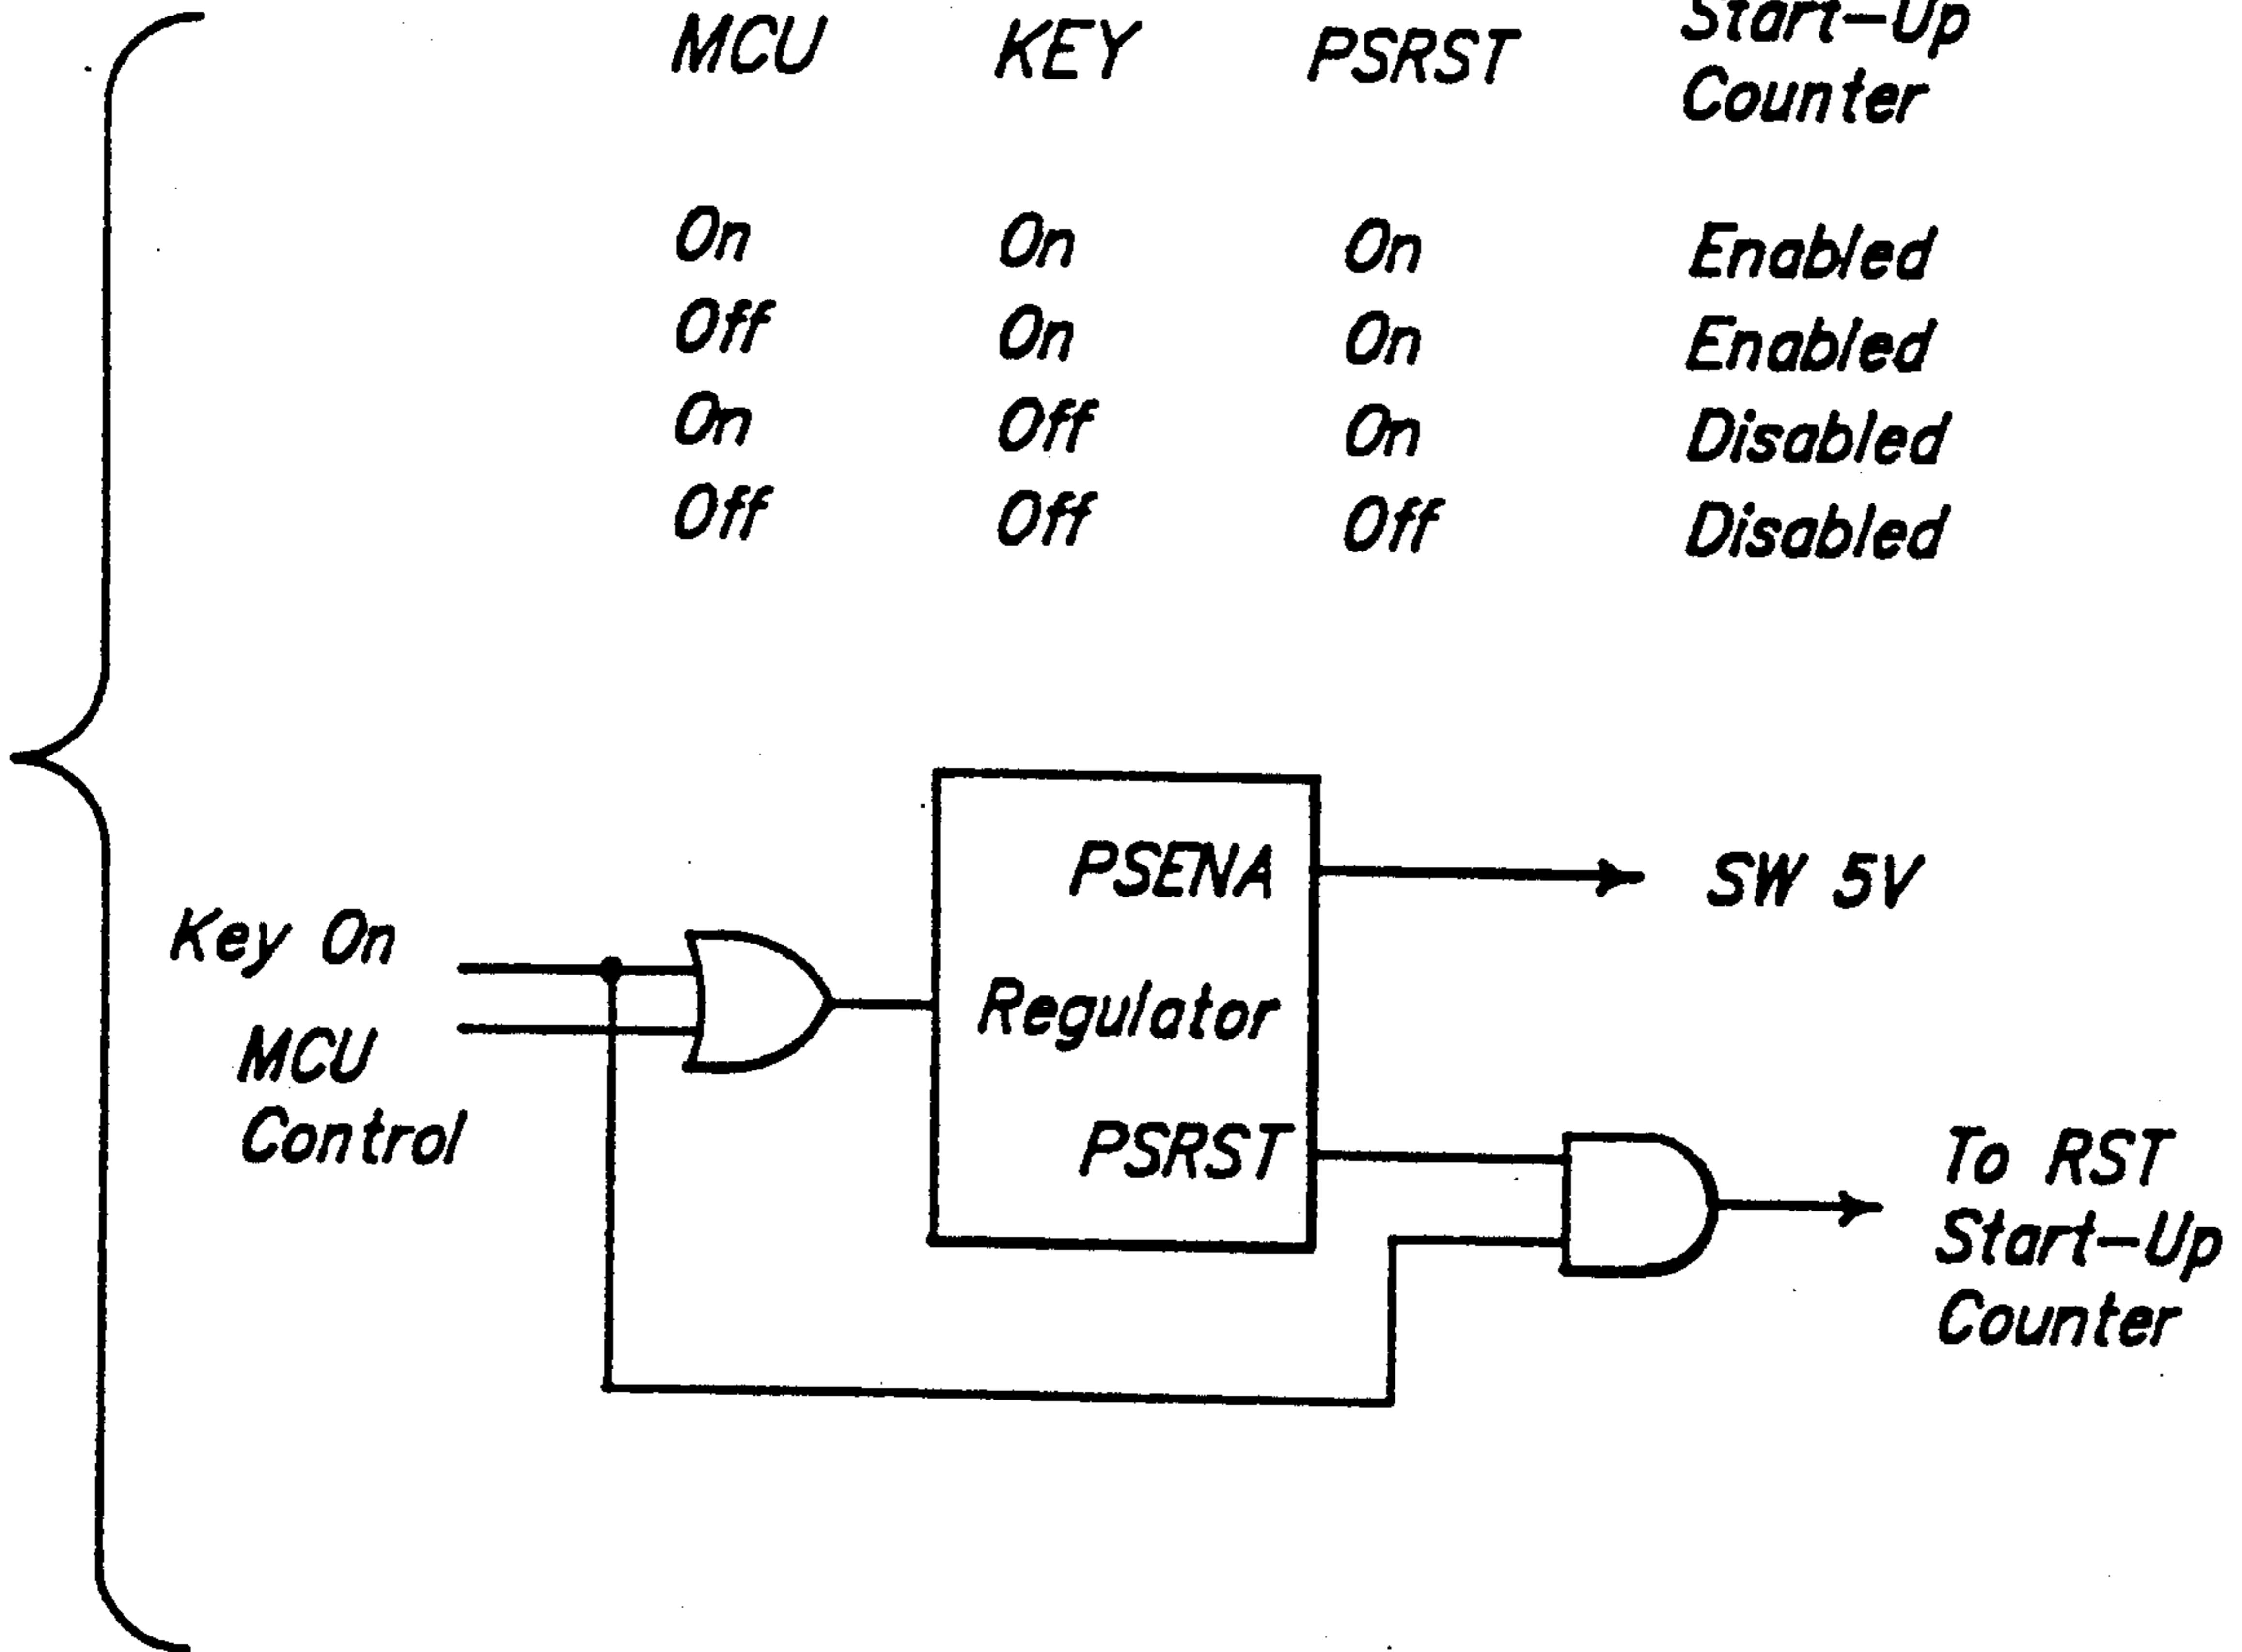 MCU KEY PSRST Start-Up
Counter
On On On Enabled
Off On On Enabled
On Off On Disabled
Off Off Off Disabled
PSENA
SW 5V
Key On
Regulator
MCU
Control
PSRST
To RST
Start-Up
Counter